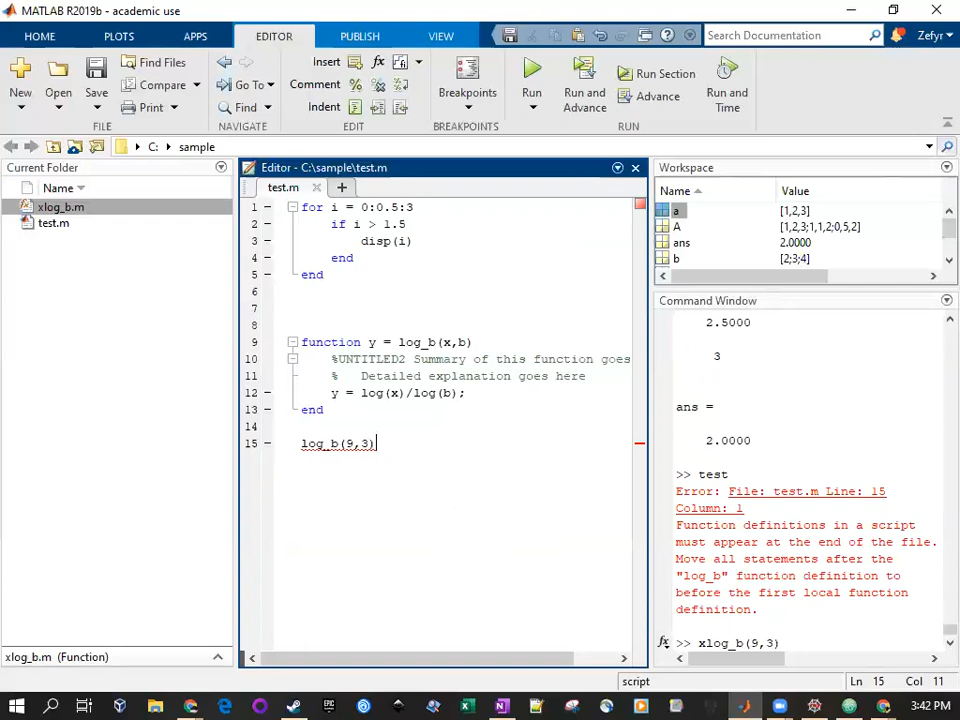 MATLAB R2019b - academic use
HOME
PLOTS
APPS
EDITOR
PUBLISH
VIEW
Search Documentation
Zefyr
New
Open
Save
Find Files
Compare
Print
FILE
Go To
Find
NAVIGATE
Insert
Comment
Indent
EDIT
fx
Breakpoints
BREAKPOINTS
Run
Run and Advance
Run Section
Advance
Run and Time
RUN
C:
sample
Current Folder
Name
xlog_b.m
test.m
xlog_b.m (Function)
Editor - C:\sample\test.m
test.m
1 for i = 0:0.5:3
2 if i > 1.5
3 disp(i)
4 end
5 end
6
7
8
9 function y = log_b(x,b)
10 %UNTITLED2 Summary of this function goes
11 % Detailed explanation goes here
12 y = log(x)/log(b);
13 end
14
15 log_b(9,3)
Workspace
Name Value
a [1,2,3]
A [1,2,3;1,1,2;0,5,2]
ans 2.0000
b [2;3;4]
Command Window
2.5000
3
ans =
2.0000
>> test
Error: File: test.m Line: 15
Column: 1
Function definitions in a script
must appear at the end of the file.
Move all statements after the
"log_b" function definition to
before the first local function
definition.
fx >> xlog_b(9,3)
script
Ln 15 Col 11
3:42 PM